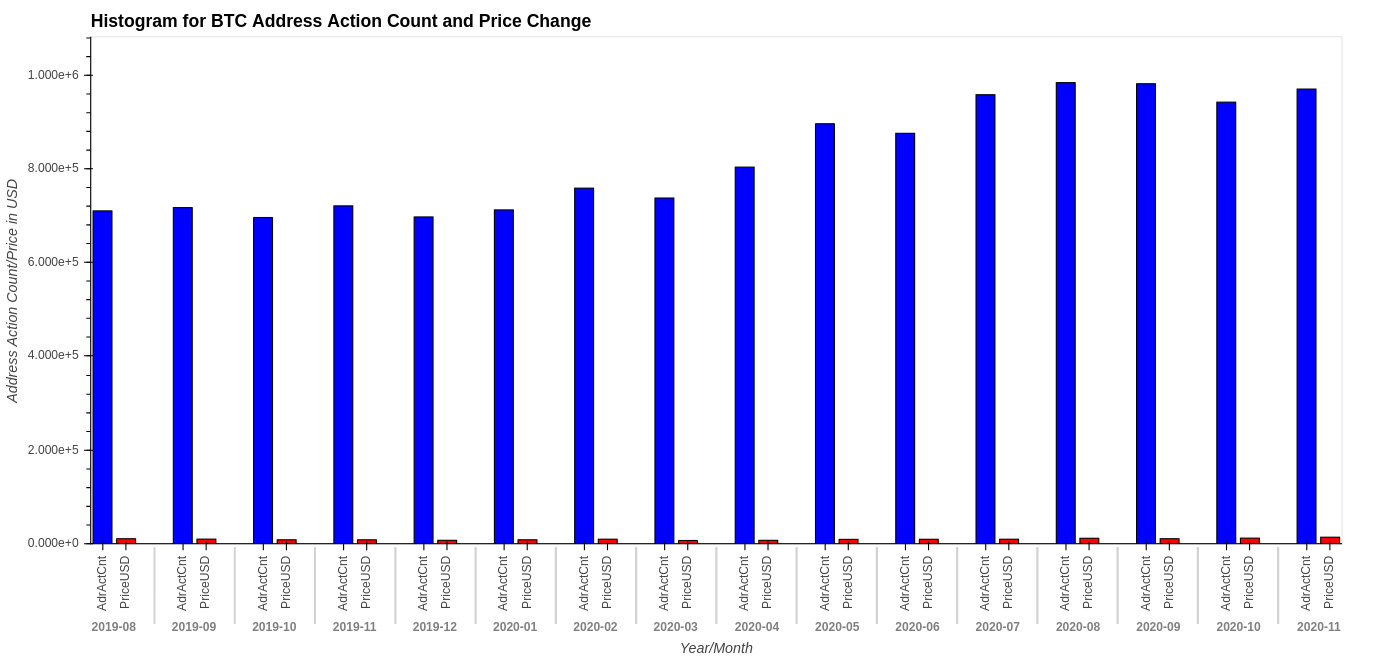 Histogram for BTC Address Action Count and Price Change
Address Action Count/Price in USD
1.000e+6
8.000e+5
6.000e+5
4.000e+5
2.000e+5
0.000e+0
AdrActCnt PriceUSD AdrActCnt PriceUSD AdrActCnt PriceUSD AdrActCnt PriceUSD AdrActCnt PriceUSD AdrActCnt PriceUSD AdrActCnt PriceUSD AdrActCnt PriceUSD AdrActCnt PriceUSD AdrActCnt PriceUSD AdrActCnt PriceUSD AdrActCnt PriceUSD AdrActCnt PriceUSD AdrActCnt PriceUSD AdrActCnt PriceUSD AdrActCnt PriceUSD
2019-08 2019-09 2019-10 2019-11 2019-12 2020-01 2020-02 2020-03 2020-04 2020-05 2020-06 2020-07 2020-08 2020-09 2020-10 2020-11
Year/Month